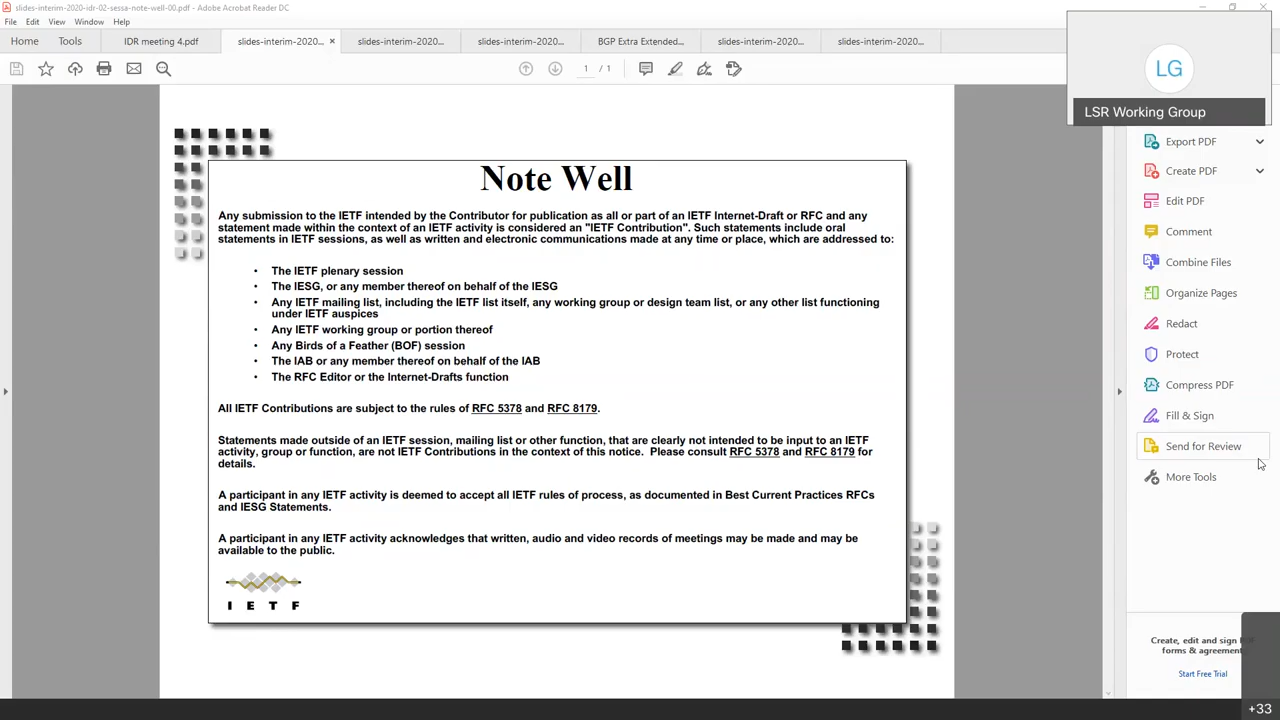 slides-interim-2020-idr-02-sessa-note-well-00.pdf - Adobe Acrobat Reader DC
File Edit View Window Help
Home Tools IDR meeting 4.pdf slides-interim-2020... × slides-interim-2020... slides-interim-2020... BGP Extra Extended... slides-interim-2020... slides-interim-2020...
1 / 1
LG
LSR Working Group
Note Well
Any submission to the IETF intended by the Contributor for publication as all or part of an IETF Internet-Draft or RFC and any
statement made within the context of an IETF activity is considered an "IETF Contribution". Such statements include oral
statements in IETF sessions, as well as written and electronic communications made at any time or place, which are addressed to:
• The IETF plenary session
• The IESG, or any member thereof on behalf of the IESG
• Any IETF mailing list, including the IETF list itself, any working group or design team list, or any other list functioning
under IETF auspices
• Any IETF working group or portion thereof
• Any Birds of a Feather (BOF) session
• The IAB or any member thereof on behalf of the IAB
• The RFC Editor or the Internet-Drafts function
All IETF Contributions are subject to the rules of RFC 5378 and RFC 8179.
Statements made outside of an IETF session, mailing list or other function, that are clearly not intended to be input to an IETF
activity, group or function, are not IETF Contributions in the context of this notice. Please consult RFC 5378 and RFC 8179 for
details.
A participant in any IETF activity is deemed to accept all IETF rules of process, as documented in Best Current Practices RFCs
and IESG Statements.
A participant in any IETF activity acknowledges that written, audio and video records of meetings may be made and may be
available to the public.
I E T F
Export PDF
Create PDF
Edit PDF
Comment
Combine Files
Organize Pages
Redact
Protect
Compress PDF
Fill & Sign
Send for Review
More Tools
Create, edit and sign
forms & agreement
Start Free Trial
+33